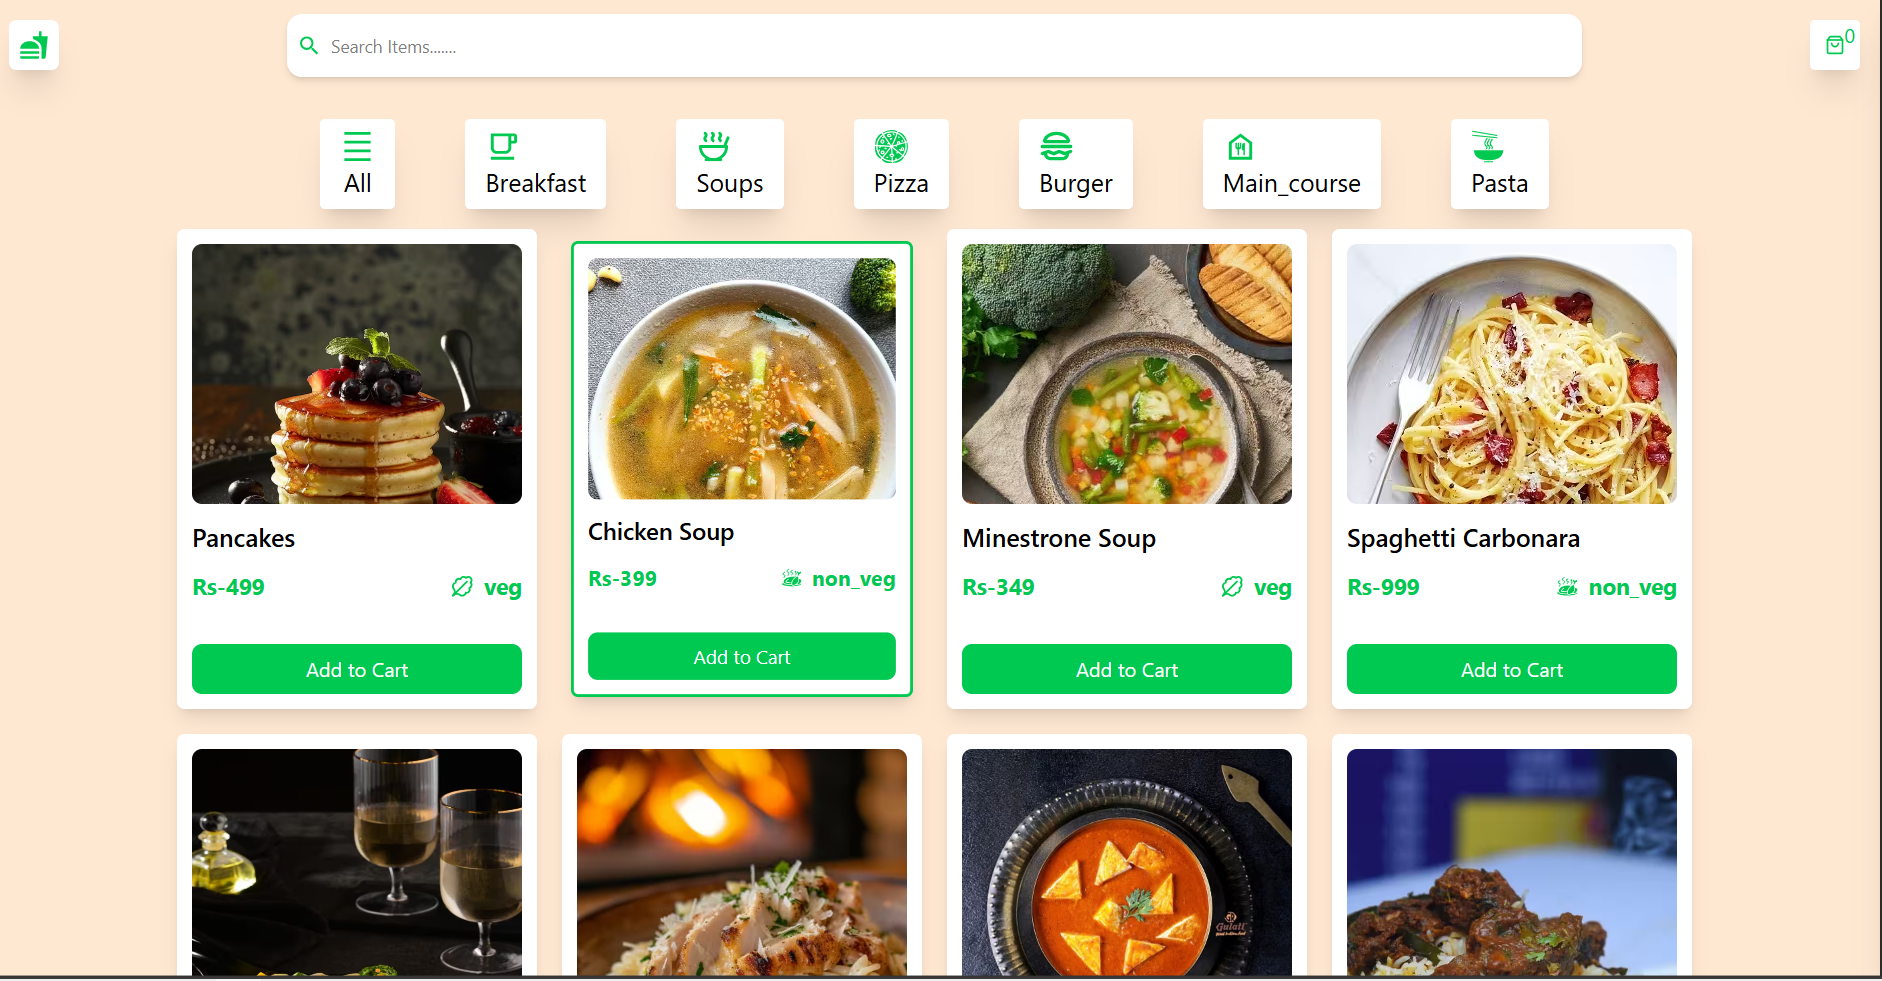 Search Items.......
0
All
Breakfast
Soups
Pizza
Burger
Main_course
Pasta
Pancakes
Rs-499
veg
Add to Cart
Chicken Soup
Rs-399
non_veg
Add to Cart
Minestrone Soup
Rs-349
veg
Add to Cart
Spaghetti Carbonara
Rs-999
non_veg
Add to Cart
Gulati